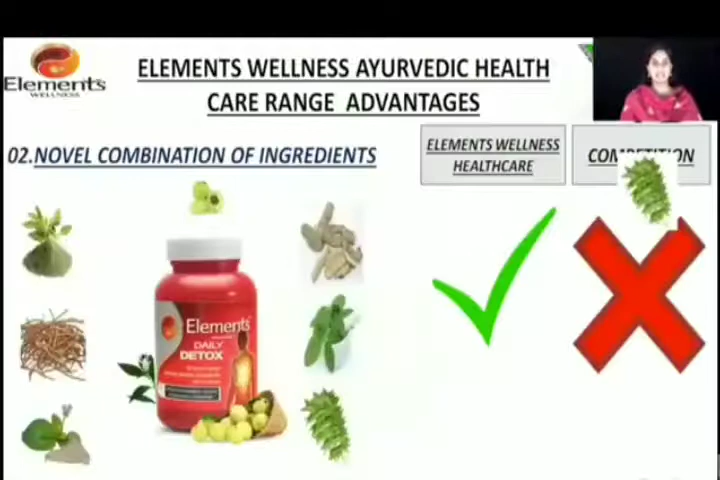 Elements
WELLNESS
ELEMENTS WELLNESS AYURVEDIC HEALTH
CARE RANGE ADVANTAGES
02.NOVEL COMBINATION OF INGREDIENTS
ELEMENTS WELLNESS
HEALTHCARE
COMPETITION
Elements
DAILY
DETOX